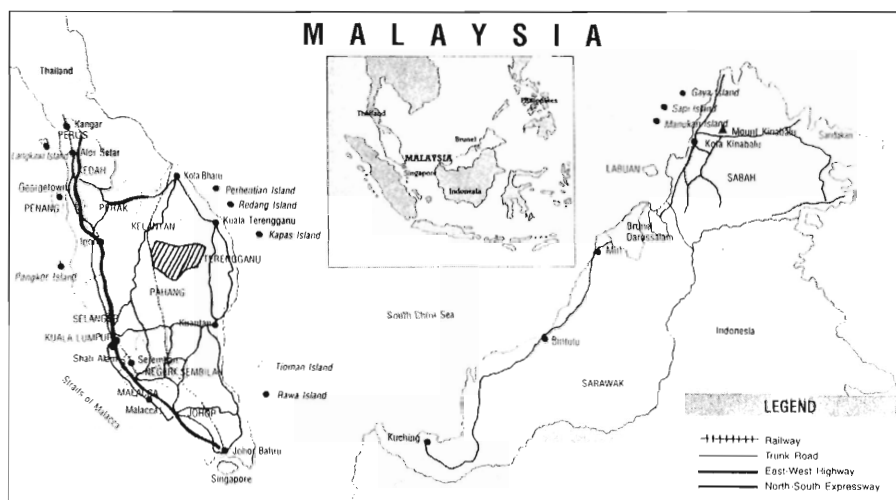 MALAYSIA
Thailand
Kangar
PERLIS
Langkawi Island
Alor Setar
KEDAH
Georgetown
PENANG
PERAK
Kota Bharu
Perhentian Island
Redang Island
Kuala Terengganu
Kapas Island
KELANTAN
TERENGGANU
Ipoh
Pangkor Island
PAHANG
SELANGOR
Kuantan
KUALA LUMPUR
Shah Alam
Seremban
NEGERI SEMBILAN
Tioman Island
Rawa Island
MALACCA
Malacca
Straits of Malacca
JOHOR
Johor Bahru
Singapore
Thailand
Philippines
Brunei
MALAYSIA
Singapore
Indonesia
South China Sea
Gaya Island
Sapi Island
Manukan Island
Mount Kinabalu
Sandakan
Kota Kinabalu
LABUAN
SABAH
Brunei
Darussalam
Miri
Bintulu
Indonesia
SARAWAK
Kuching
LEGEND
Railway
Trunk Road
East-West Highway
North-South Expressway